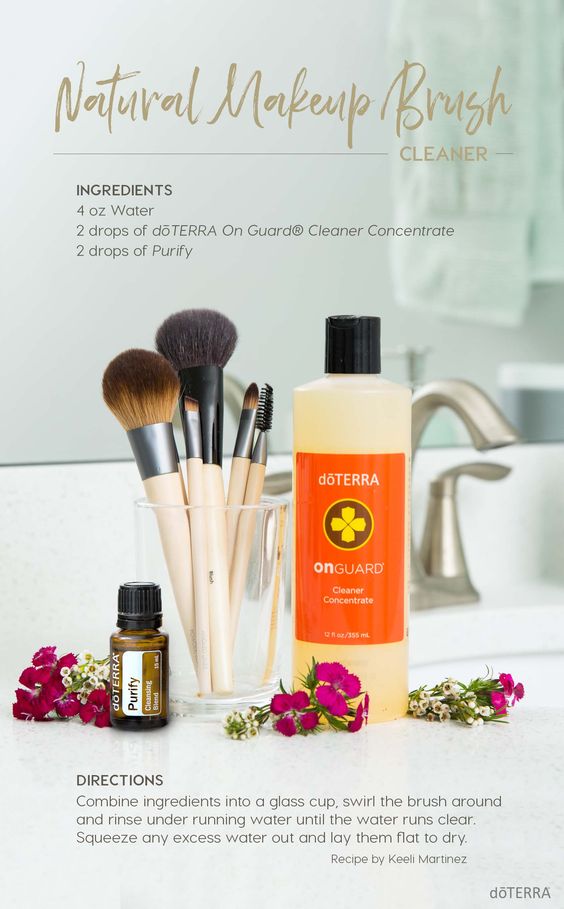 Natural Makeup Brush
CLEANER
INGREDIENTS
4 oz Water
2 drops of dōTERRA On Guard® Cleaner Concentrate
2 drops of Purify
Blush
dōTERRA
onGUARD®
Cleaner
Concentrate
12 fl oz/355 mL
dōTERRA
Purify
Cleansing
Blend
15 mL
DIRECTIONS
Combine ingredients into a glass cup, swirl the brush around
and rinse under running water until the water runs clear.
Squeeze any excess water out and lay them flat to dry.
Recipe by Keeli Martinez
dōTERRA